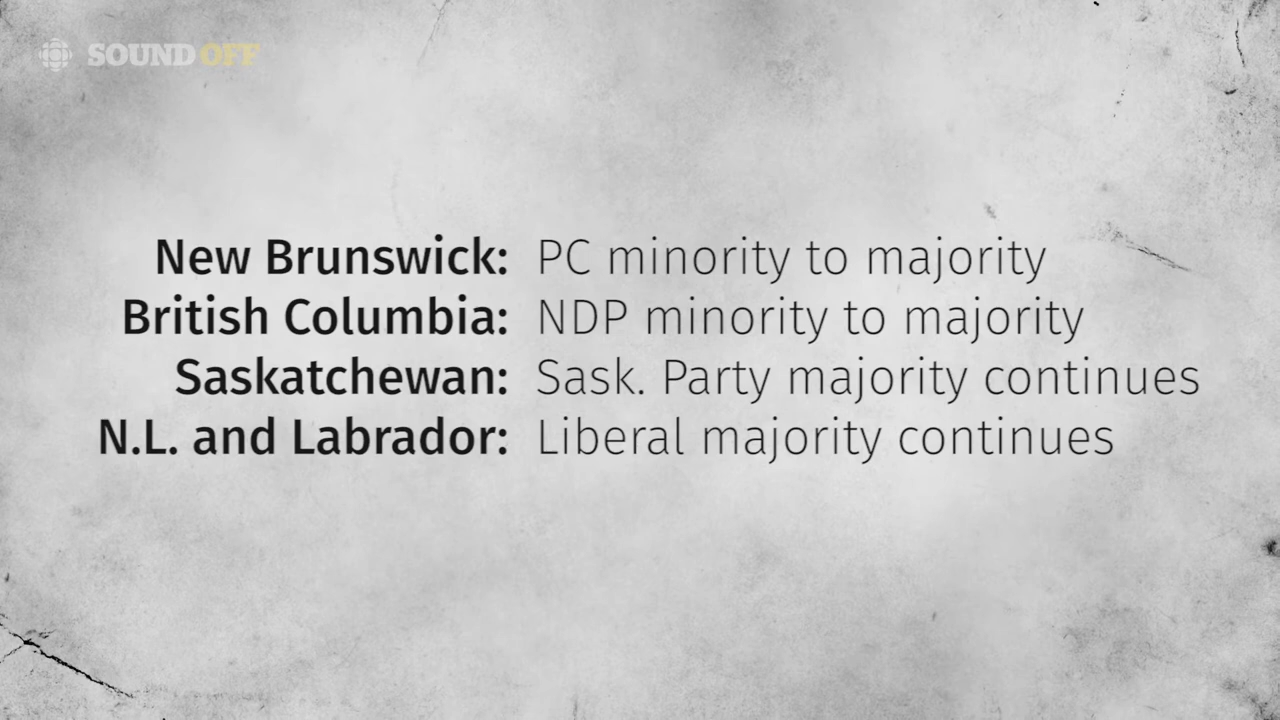 SOUND OFF
New Brunswick: PC minority to majority
British Columbia: NDP minority to majority
Saskatchewan: Sask. Party majority continues
N.L. and Labrador: Liberal majority continues